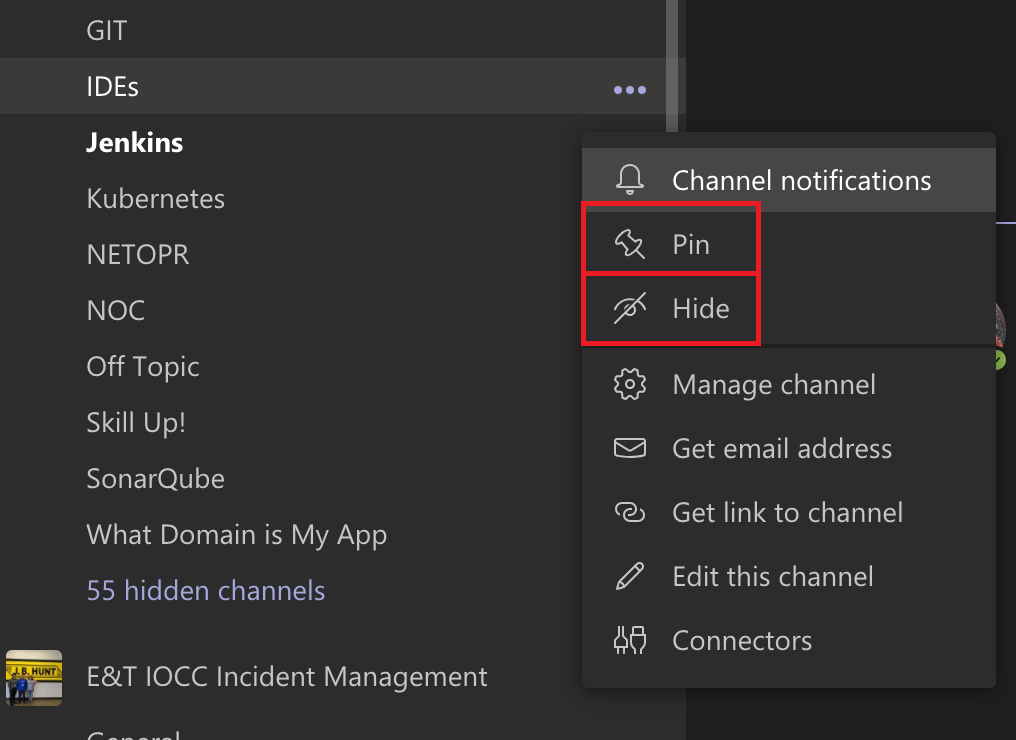 GIT
IDEs
Jenkins
Kubernetes
NETOPR
NOC
Off Topic
Skill Up!
SonarQube
What Domain is My App
55 hidden channels
J.B. HUNT
E&T IOCC Incident Management
General
Channel notifications
Pin
Hide
Manage channel
Get email address
Get link to channel
Edit this channel
Connectors